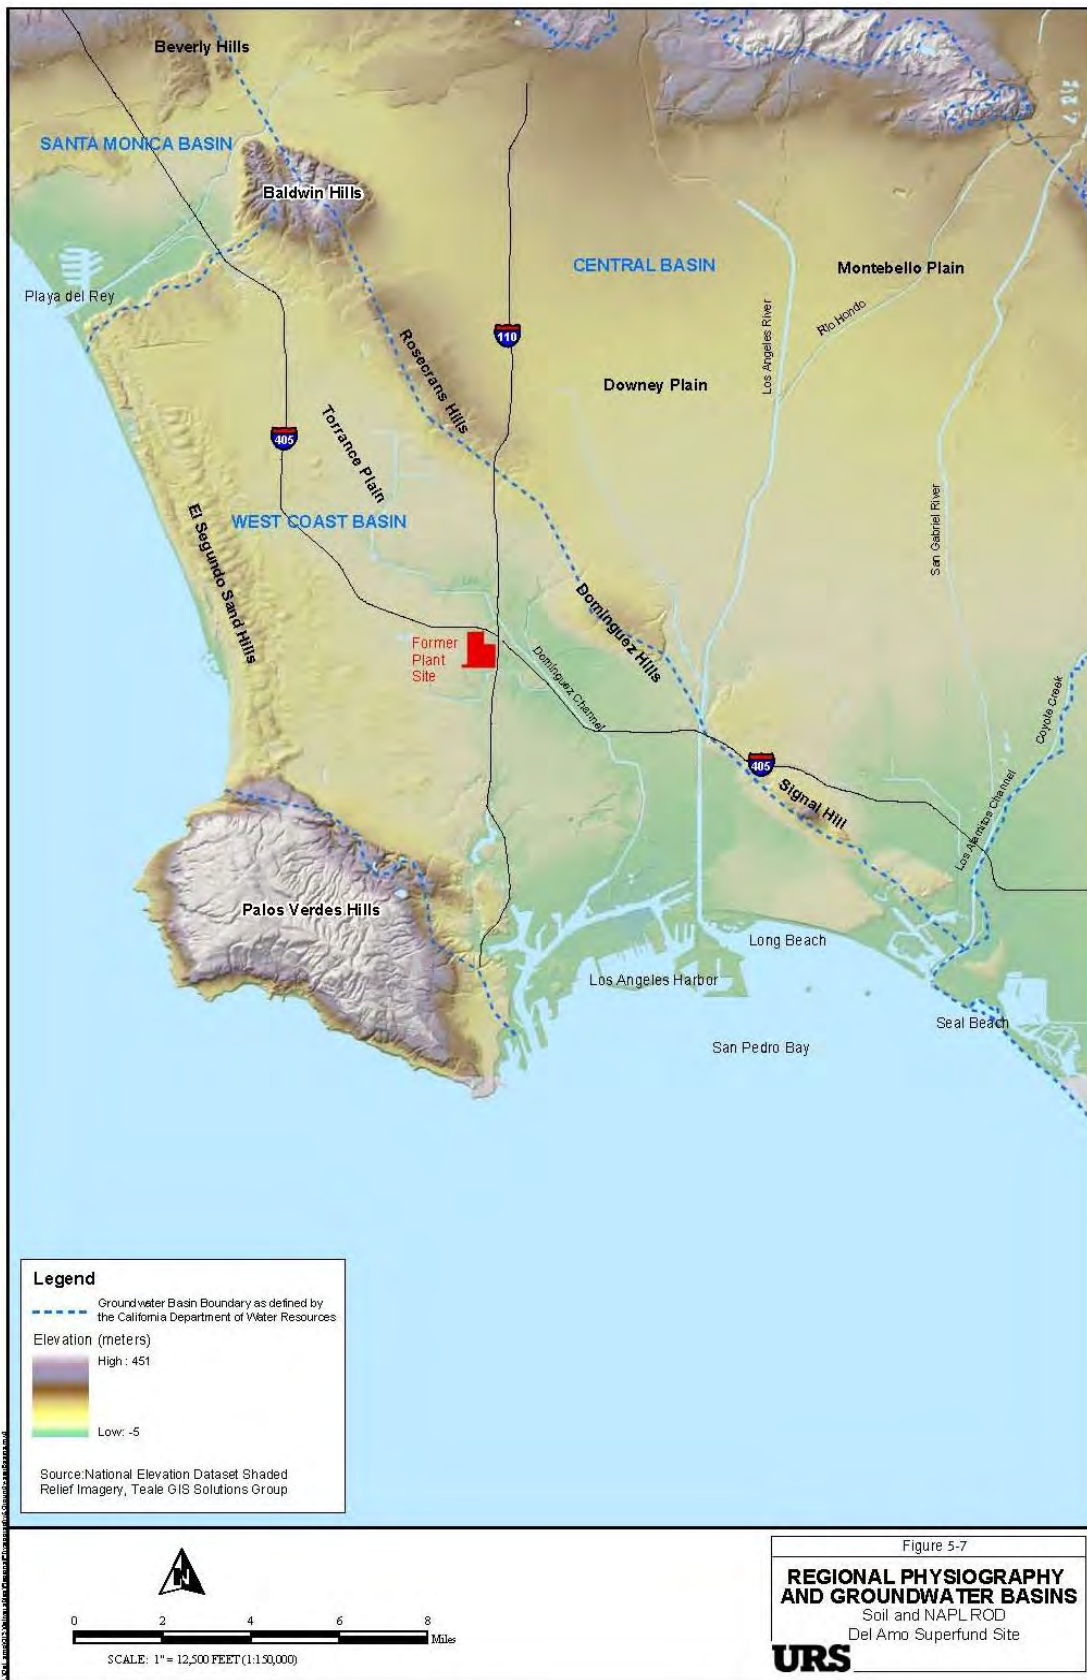 Beverly Hills
SANTA MONICA BASIN
Baldwin Hills
CENTRAL BASIN
Montebello Plain
Playa del Rey
Rio Hondo
Los Angeles River
110
Rosecrans Hills
Downey Plain
405
Torrance Plain
WEST COAST BASIN
El Segundo Sand Hills
San Gabriel River
Dominguez Hills
Former
Plant
Site
Dominguez Channel
Coyote Creek
405
Signal Hill
Los Alamitos Channel
Palos Verdes Hills
Long Beach
Los Angeles Harbor
Seal Beach
San Pedro Bay
Legend
Groundwater Basin Boundary as defined by
the California Department of Water Resources
Elevation (meters)
High : 451
Low: -5
Source:National Elevation Dataset Shaded
Relief Imagery, Teale GIS Solutions Group
N
0 2 4 6 8
Miles
SCALE: 1" = 12,500 FEET (1:150,000)
Figure 5-7
REGIONAL PHYSIOGRAPHY
AND GROUNDWATER BASINS
Soil and NAPL ROD
Del Amo Superfund Site
URS